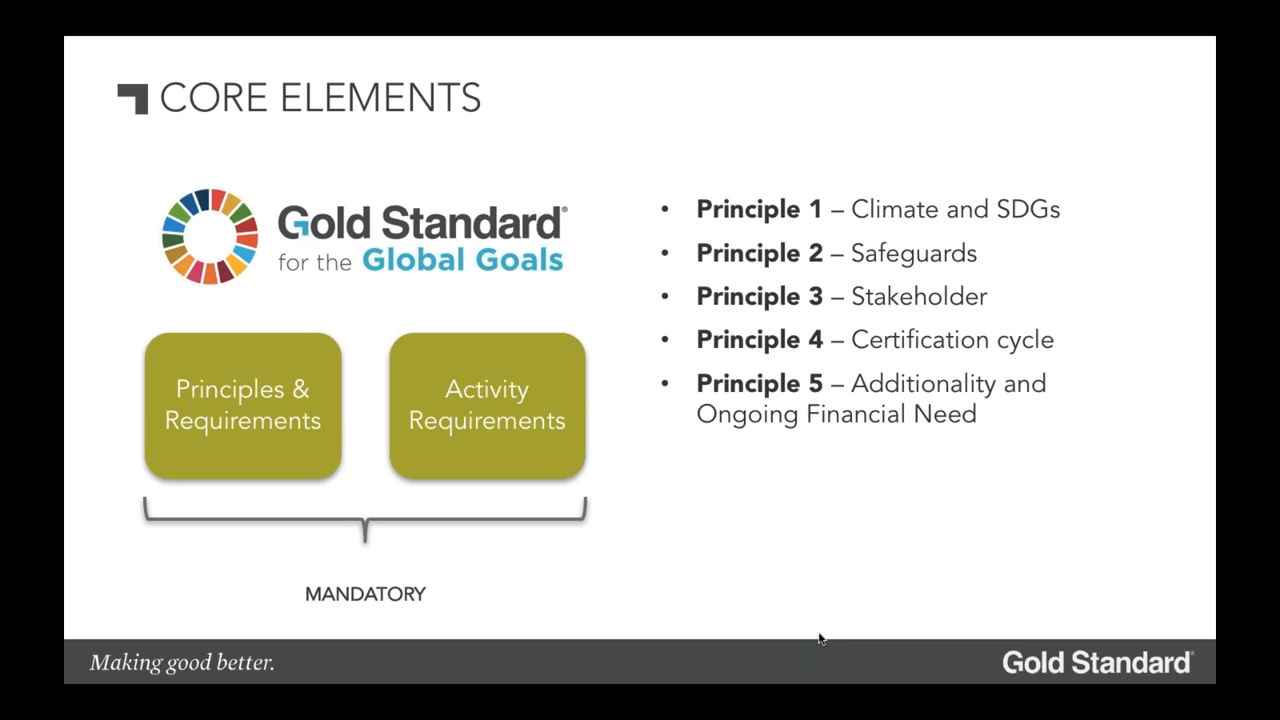 CORE ELEMENTS
Gold Standard®
for the Global Goals
Principles &
Requirements
Activity
Requirements
MANDATORY
• Principle 1 – Climate and SDGs
• Principle 2 – Safeguards
• Principle 3 – Stakeholder
• Principle 4 – Certification cycle
• Principle 5 – Additionality and
Ongoing Financial Need
Making good better.
Gold Standard®